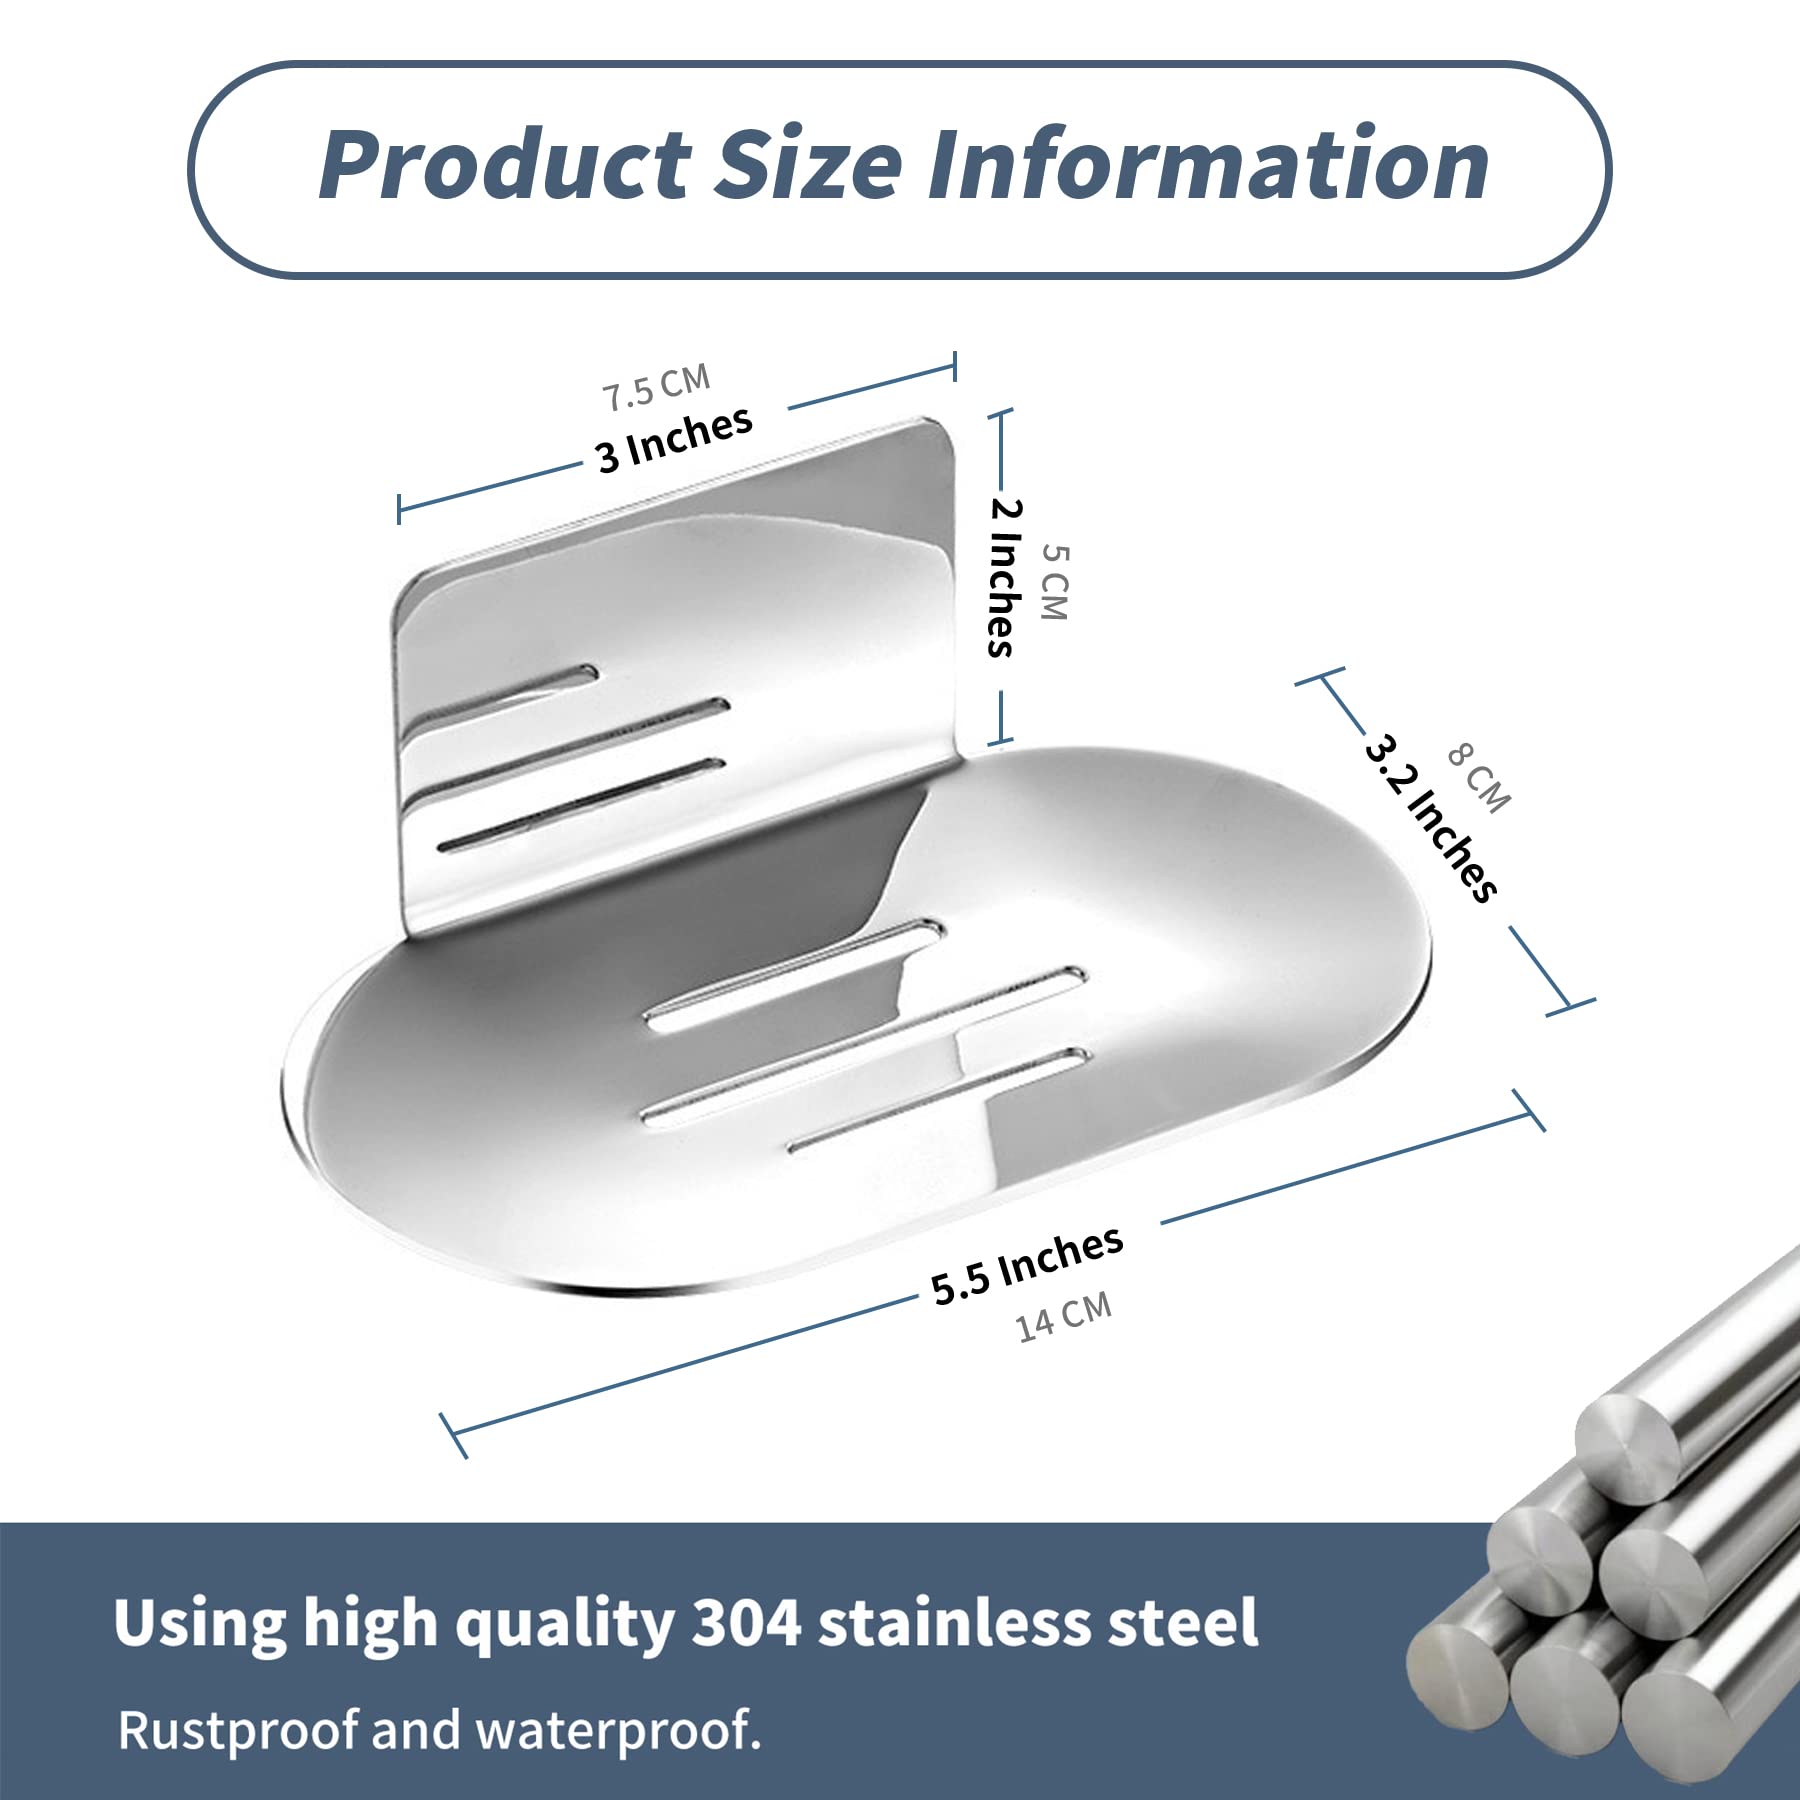 Product Size Information
7.5 CM
3 Inches
2 Inches
5 CM
3.2 Inches
8 CM
5.5 Inches
14 CM
Using high quality 304 stainless steel
Rustproof and waterproof.